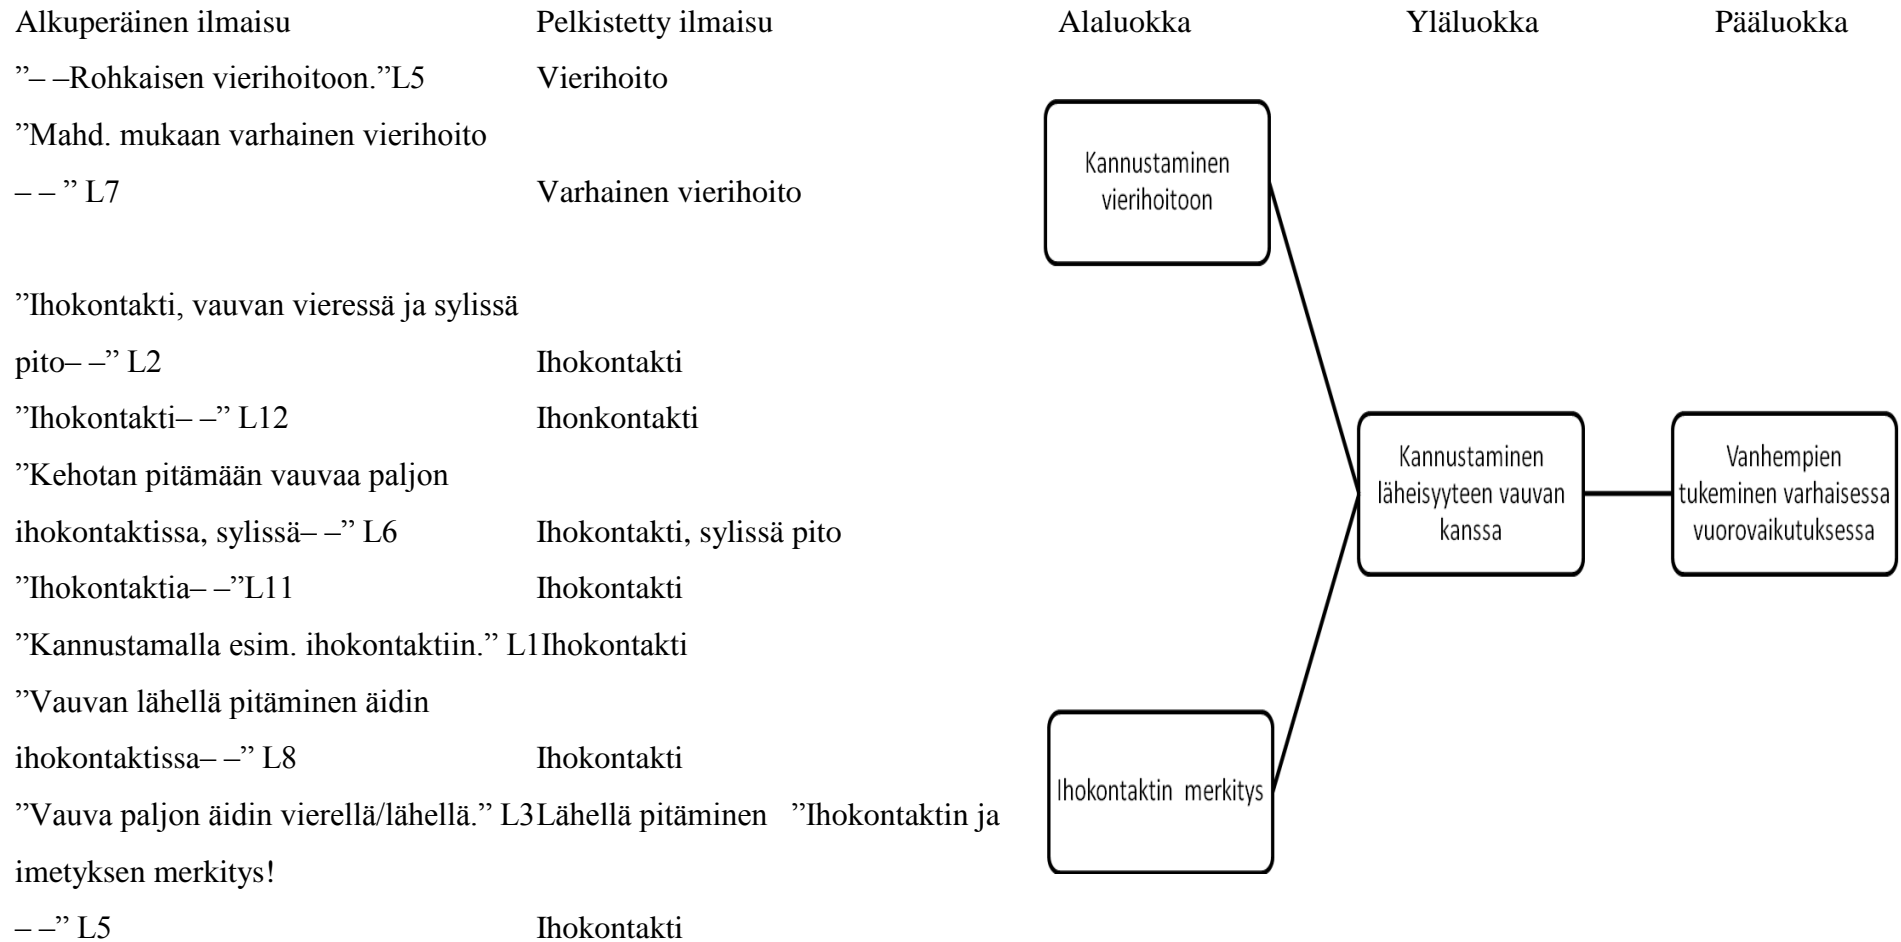 Alkuperäinen ilmaisu Pelkistetty ilmaisu Alaluokka Yläluokka Pääluokka
”– –Rohkaisen vierihoitoon.”L5 Vierihoito
”Mahd. mukaan varhainen vierihoito
– – ” L7 Varhainen vierihoito
”Ihokontakti, vauvan vieressä ja sylissä
pito– –” L2 Ihokontakti
”Ihokontakti– –” L12 Ihonkontakti
”Kehotan pitämään vauvaa paljon
ihokontaktissa, sylissä– –” L6 Ihokontakti, sylissä pito
”Ihokontaktia– –”L11 Ihokontakti
”Kannustamalla esim. ihokontaktiin.” L1Ihokontakti
”Vauvan lähellä pitäminen äidin
ihokontaktissa– –” L8 Ihokontakti
”Vauva paljon äidin vierellä/lähellä.” L3Lähellä pitäminen ”Ihokontaktin ja
imetyksen merkitys!
– –” L5 Ihokontakti
Kannustaminen
vierihoitoon
Ihokontaktin merkitys
Kannustaminen
läheisyyteen vauvan
kanssa
Vanhempien
tukeminen varhaisessa
vuorovaikutuksessa